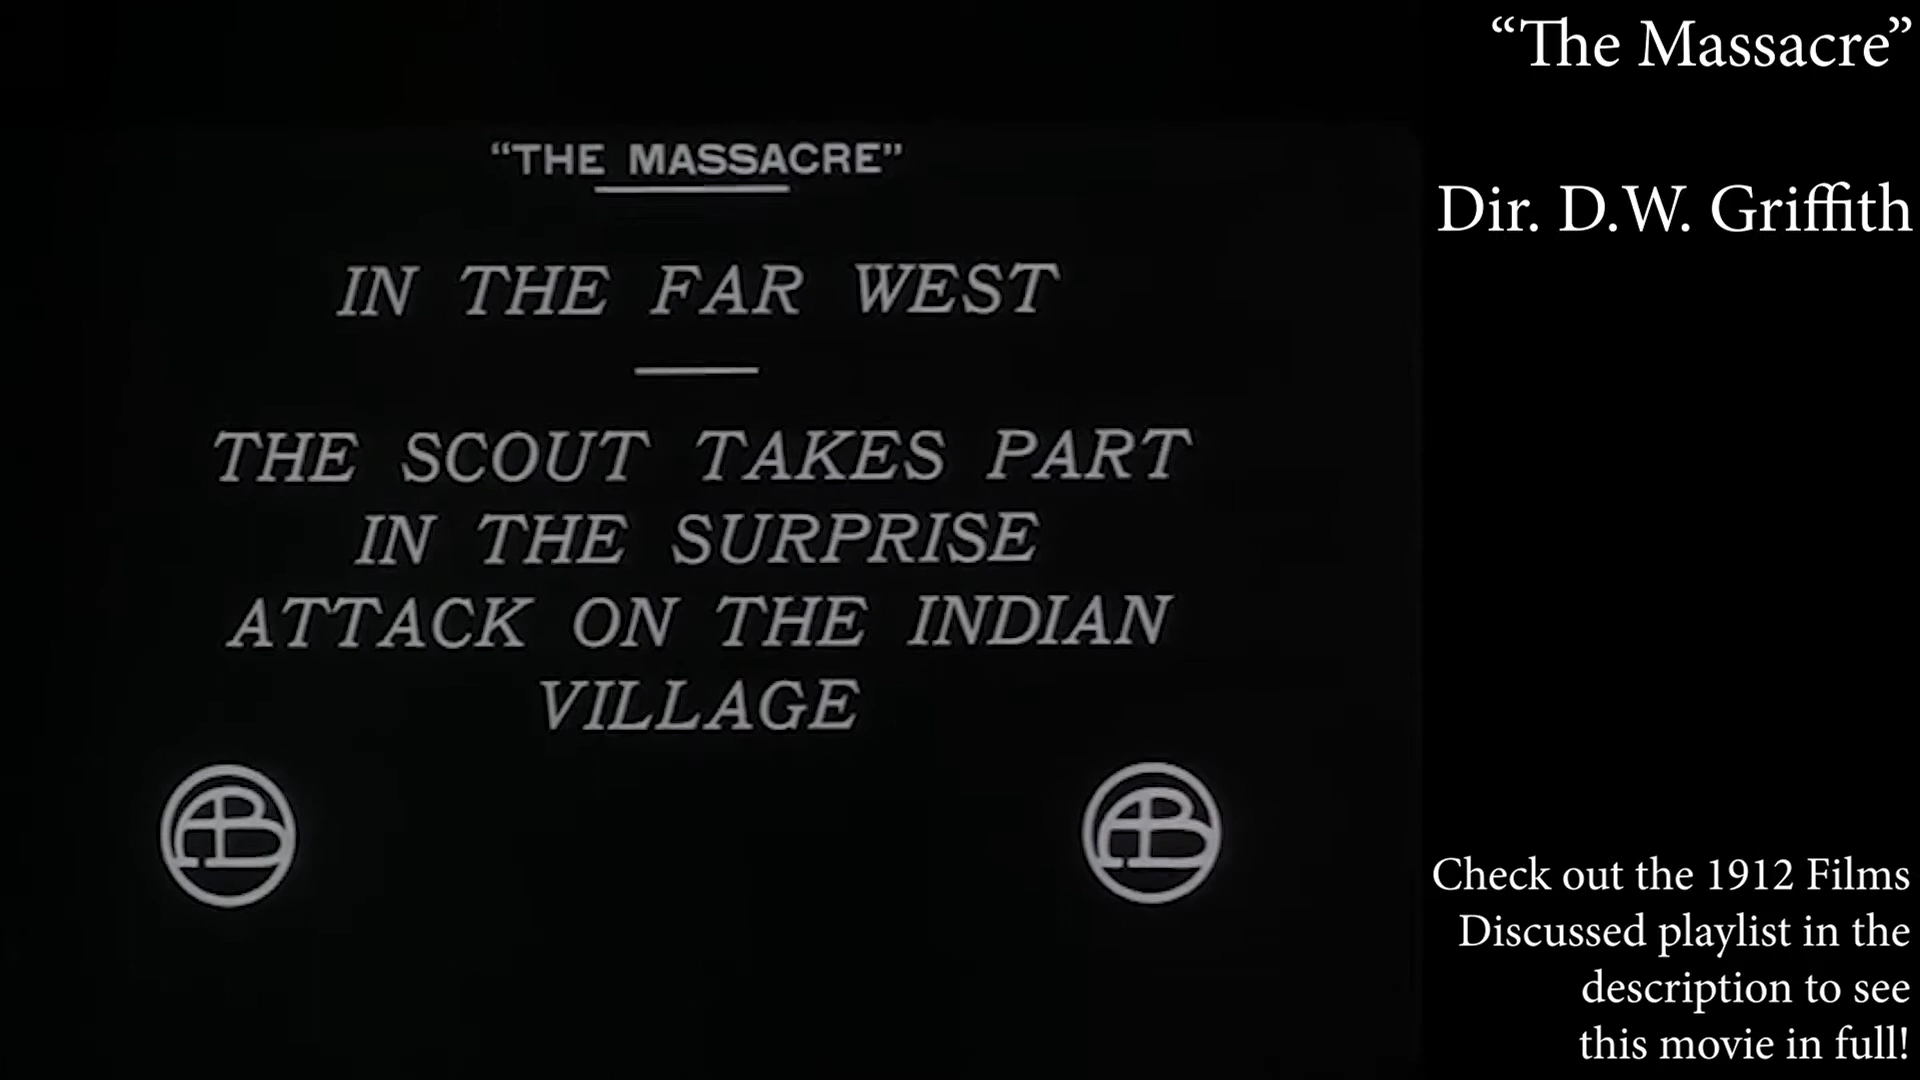 “THE MASSACRE”
IN THE FAR WEST
THE SCOUT TAKES PART
IN THE SURPRISE
ATTACK ON THE INDIAN
VILLAGE
AB
AB
“The Massacre”
Dir. D.W. Griffith
Check out the 1912 Films
Discussed playlist in the
description to see
this movie in full!